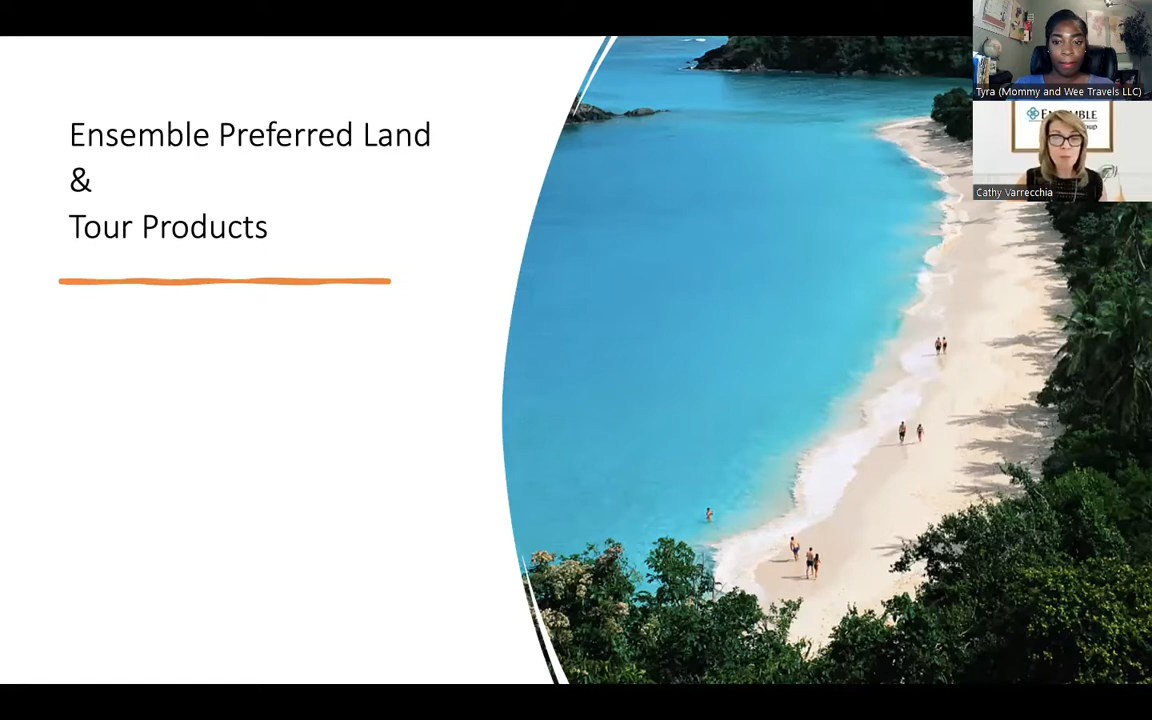 Ensemble Preferred Land
&
Tour Products
Tyra (Mommy and Wee Travels LLC)
Cathy Varrecchia